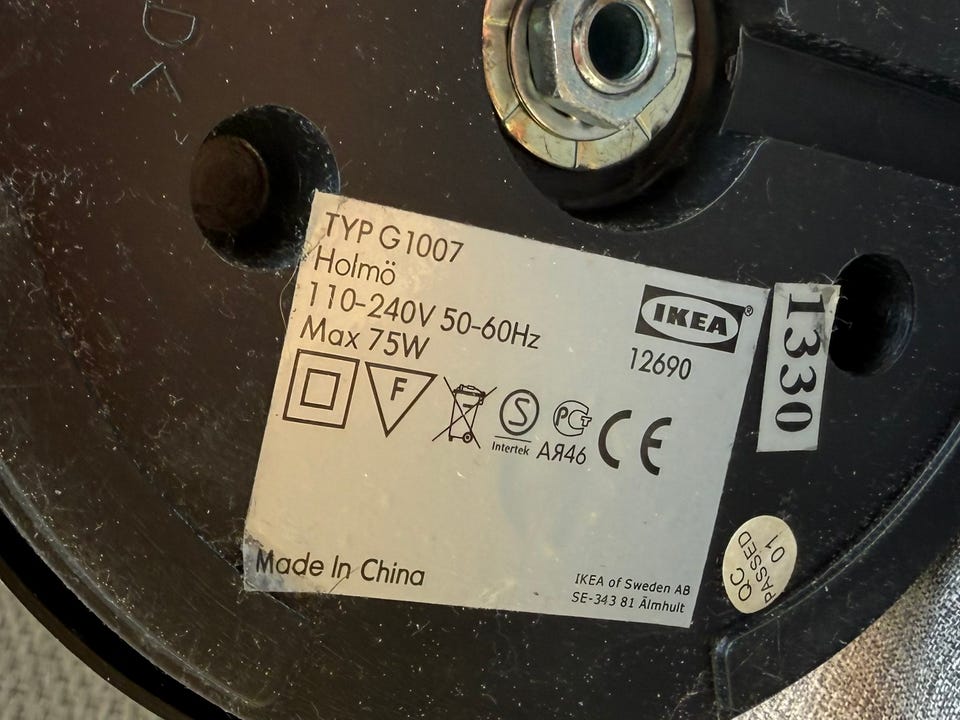 TYP G1007
Holmö
110-240V 50-60Hz
Max 75W
IKEA®
12690
F
S
Intertek
РСТ
АЯ46
CE
Made In China
IKEA of Sweden AB
SE-343 81 Älmhult
1330
QC
PASSED
01